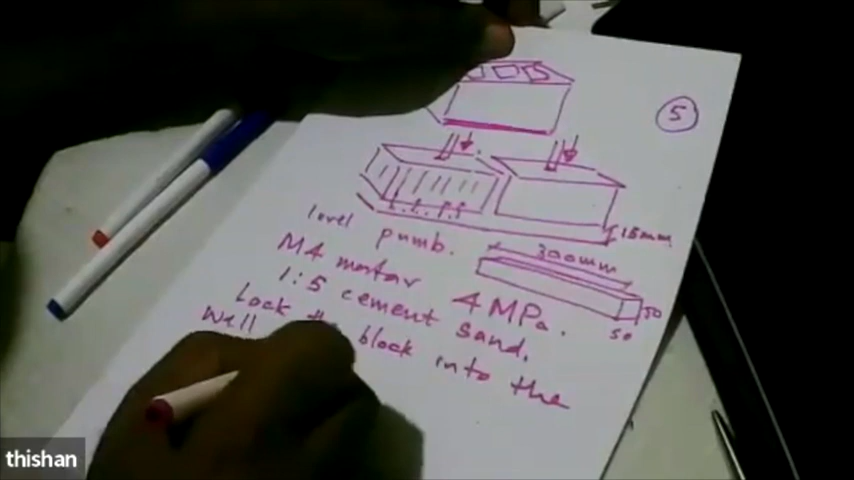 5
15mm
level pumb.
300mm
50
50
M4 motar 4MPa.
1:5 cement sand.
Lock the block into the
Well
thishan